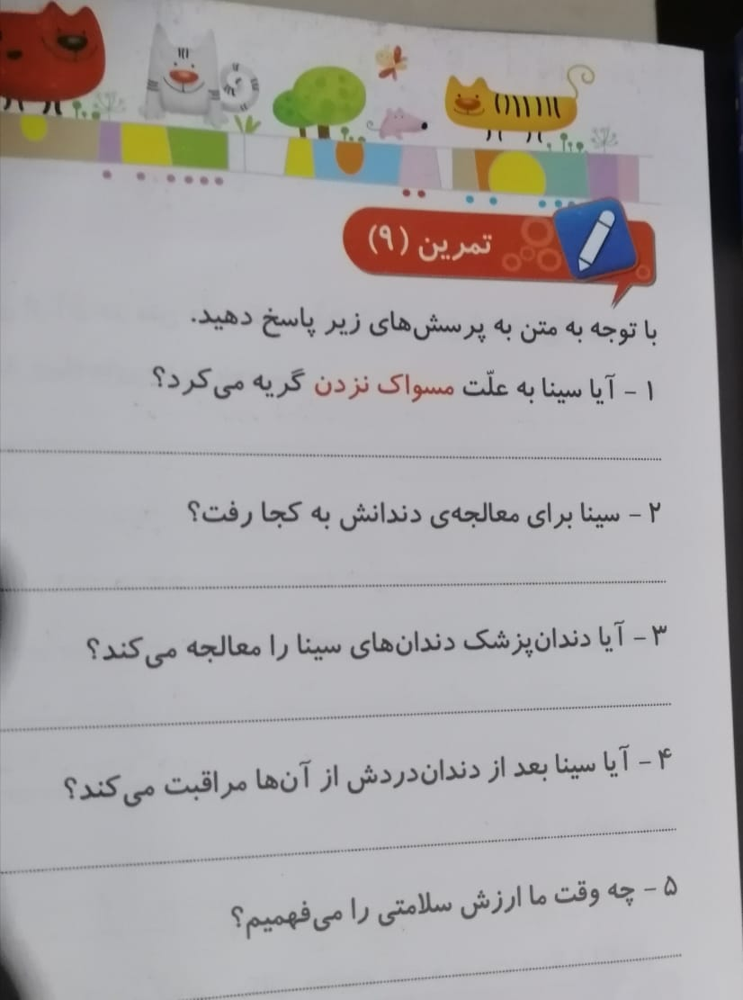 تمرین (۹)
با توجه به متن به پرسش‌های زیر پاسخ دهید.
۱ - آیا سینا به علّت مسواک نزدن گریه می‌کرد؟
۲ - سینا برای معالجه‌ی دندانش به کجا رفت؟
۳ - آیا دندان‌پزشک دندان‌های سینا را معالجه می‌کند؟
۴ - آیا سینا بعد از دندان‌دردش از آن‌ها مراقبت می‌کند؟
۵ - چه وقت ما ارزش سلامتی را می‌فهمیم؟